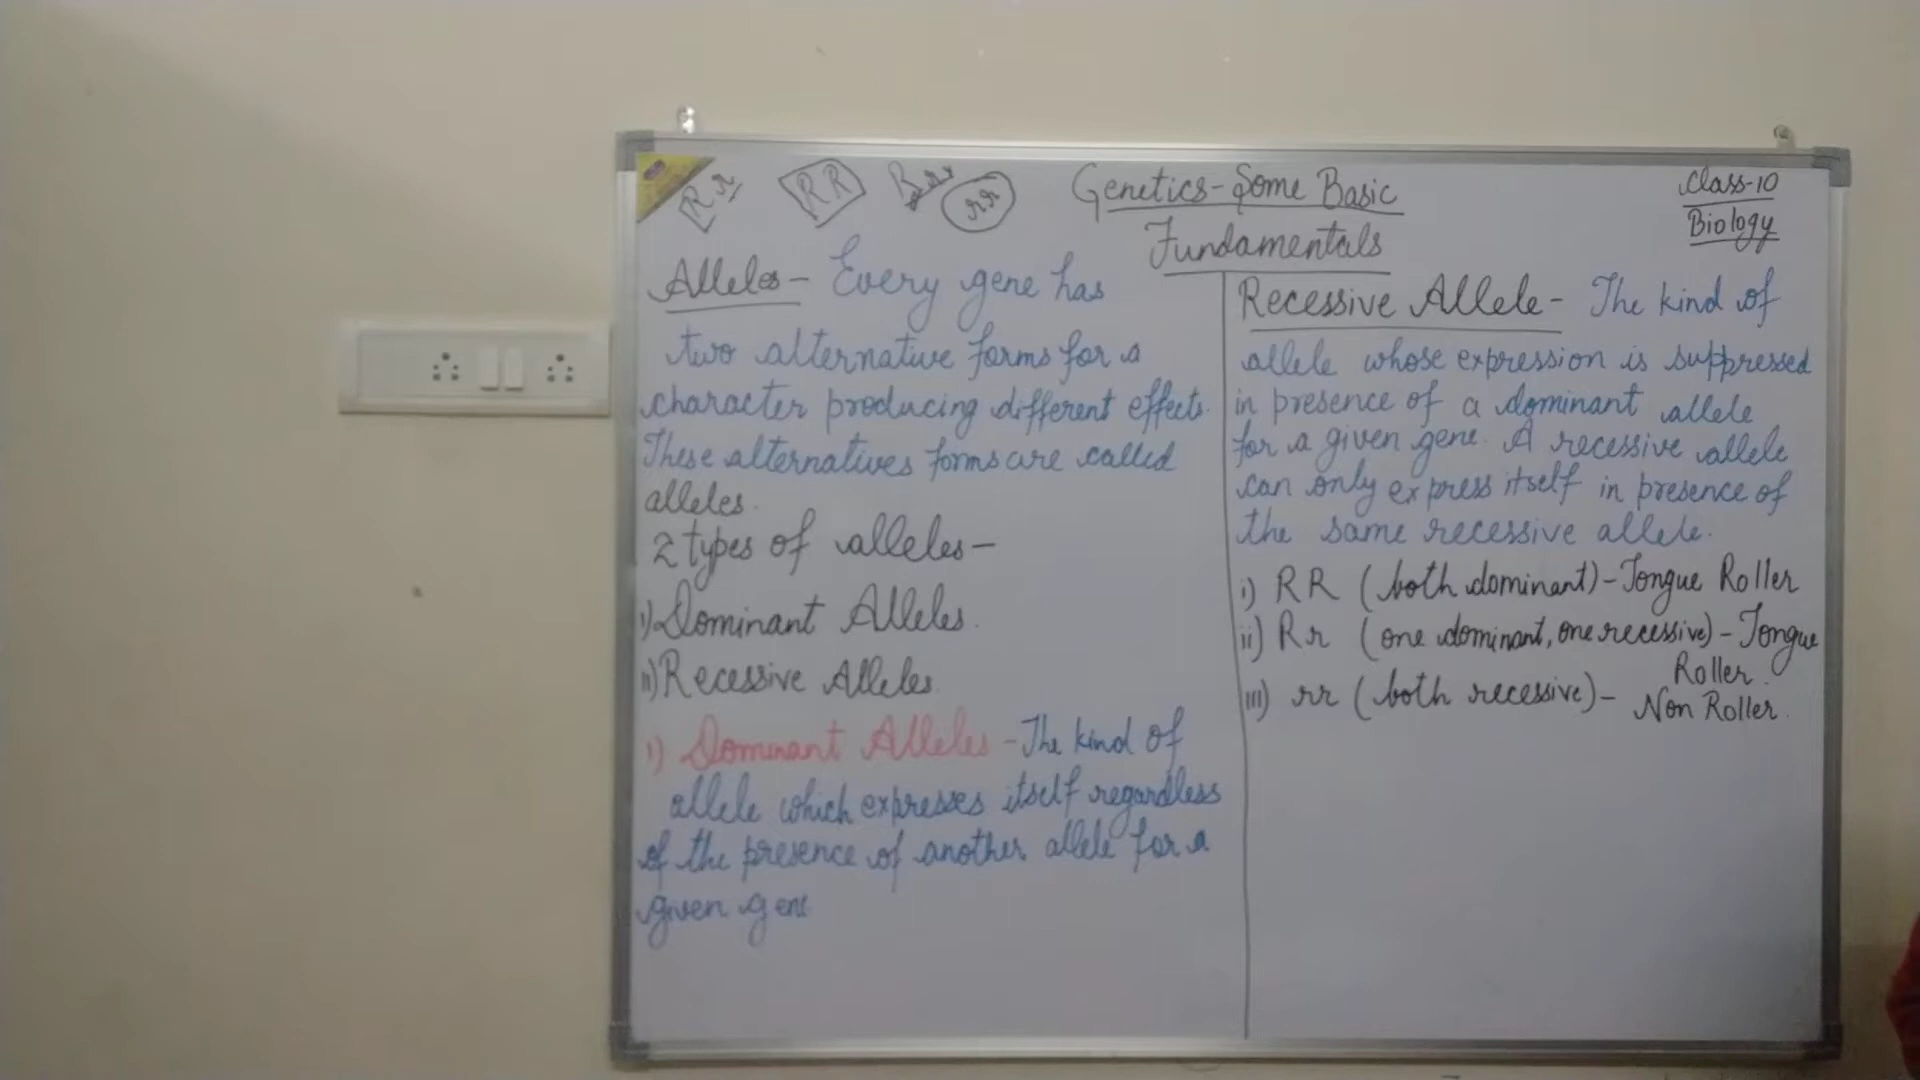 Rr RR rr
Genetics - Some Basic
Fundamentals
Class-10
Biology
Alleles - Every gene has
two alternative forms for a
character producing different effects.
These alternatives forms are called
alleles.
2 types of alleles -
i) Dominant Alleles.
ii) Recessive Alleles.
i) Dominant Alleles - The kind of
allele which expresses itself regardless
of the presence of another allele for a
given gene
Recessive Allele - The kind of
allele whose expression is suppressed
in presence of a dominant allele
for a given gene. A recessive allele
can only express itself in presence of
the same recessive allele.
i) RR (both dominant) - Tongue Roller
ii) Rr (one dominant, one recessive) - Tongue
Roller.
iii) rr (both recessive) - Non Roller.